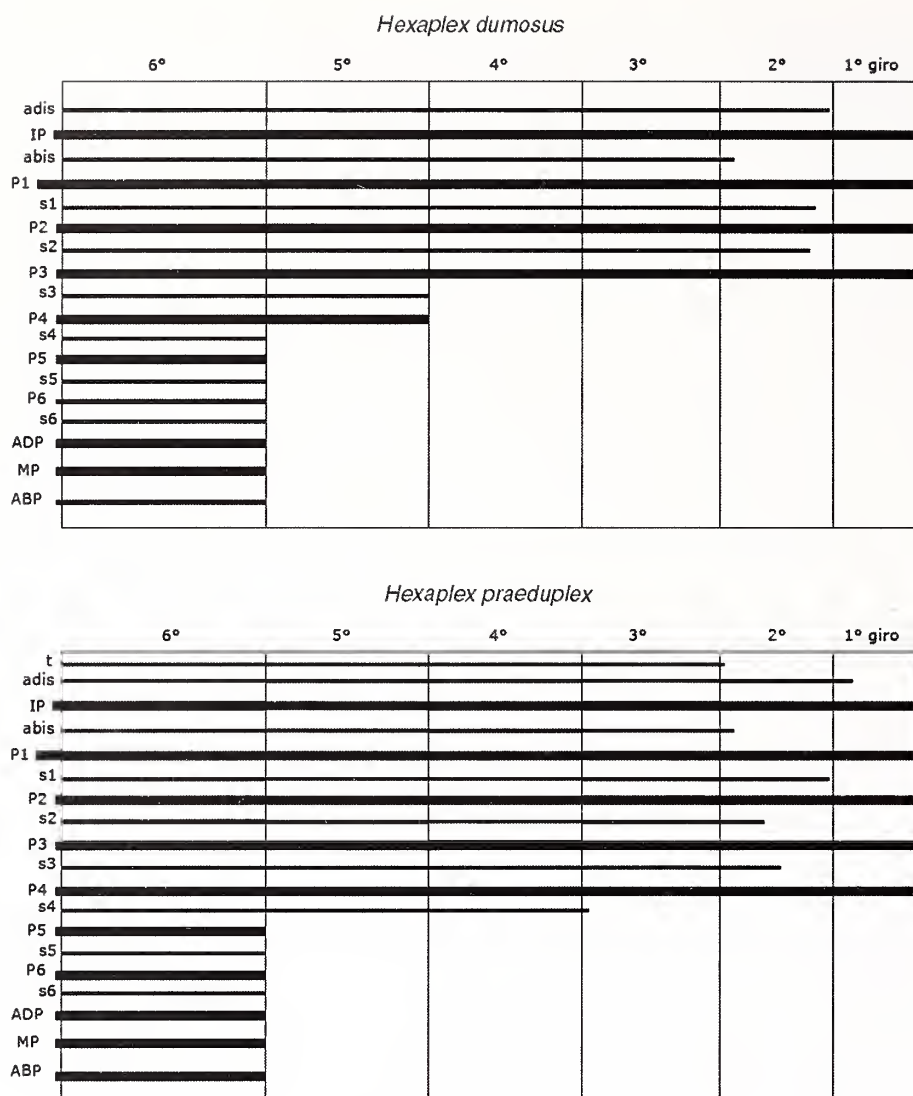 Hexaplex dumosus
6° 5° 4° 3° 2° 1° giro
adis
IP
abis
P1
s1
P2
s2
P3
s3
P4
s4
P5
s5
P6
s6
ADP
MP
ABP
Hexaplex praeduplex
6° 5° 4° 3° 2° 1° giro
t
adis
IP
abis
P1
s1
P2
s2
P3
s3
P4
s4
P5
s5
P6
s6
ADP
MP
ABP